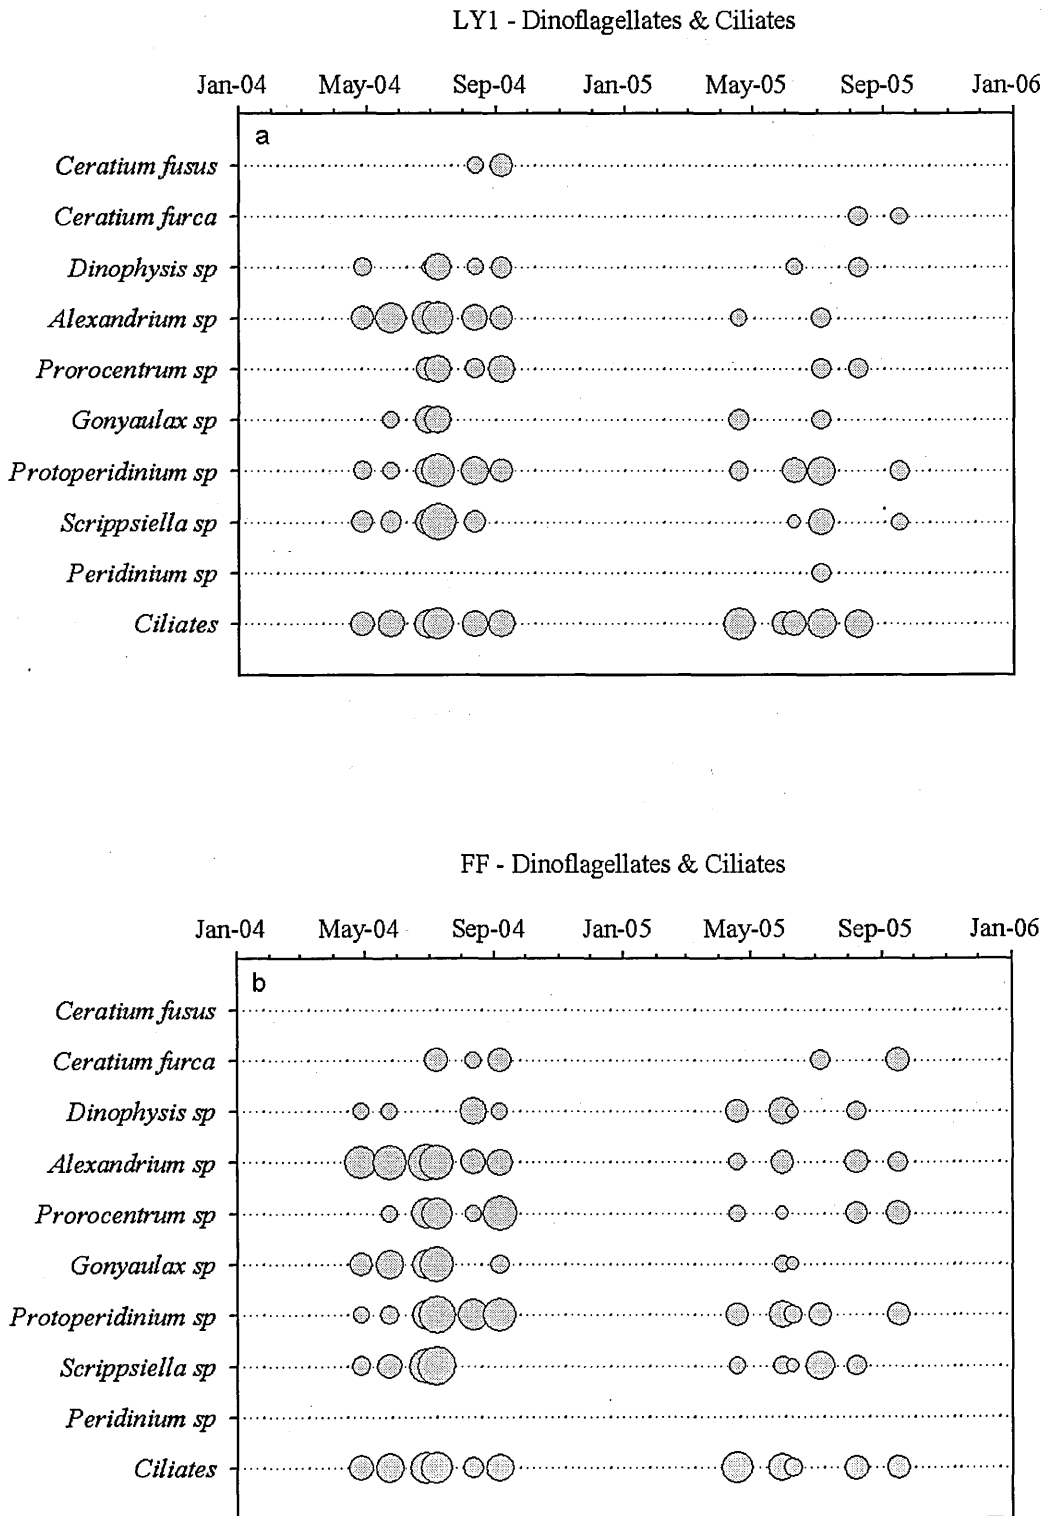 LY1 - Dinoflagellates & Ciliates
Jan-04 May-04 Sep-04 Jan-05 May-05 Sep-05 Jan-06
a
Ceratium fusus
Ceratium furca
Dinophysis sp
Alexandrium sp
Prorocentrum sp
Gonyaulax sp
Protoperidinium sp
Scrippsiella sp
Peridinium sp
Ciliates
FF - Dinoflagellates & Ciliates
Jan-04 May-04 Sep-04 Jan-05 May-05 Sep-05 Jan-06
b
Ceratium fusus
Ceratium furca
Dinophysis sp
Alexandrium sp
Prorocentrum sp
Gonyaulax sp
Protoperidinium sp
Scrippsiella sp
Peridinium sp
Ciliates